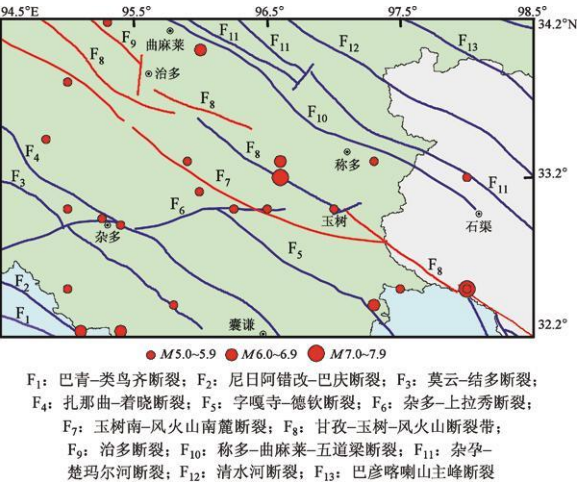 94.5°E 95.5° 96.5° 97.5° 98.5°
34.2°N
F9 曲麻莱 F11 F11 F12 F13
F8 治多
F8
F10
F4 F8 称多
33.2°
F3 F7 F11
F6 玉树 石渠
杂多
F5
F8
F2
F1 囊谦
32.2°
M5.0~5.9 M6.0~6.9 M7.0~7.9
F1：巴青–类乌齐断裂；F2：尼日阿错改–巴庆断裂；F3：莫云–结多断裂；
F4：扎那曲–着晓断裂；F5：字嘎寺–德钦断裂；F6：杂多–上拉秀断裂；
F7：玉树南–风火山南麓断裂；F8：甘孜–玉树–风火山断裂带；
F9：治多断裂；F10：称多–曲麻莱–五道梁断裂；F11：杂孕–
楚玛尔河断裂；F12：清水河断裂；F13：巴彦喀喇山主峰断裂